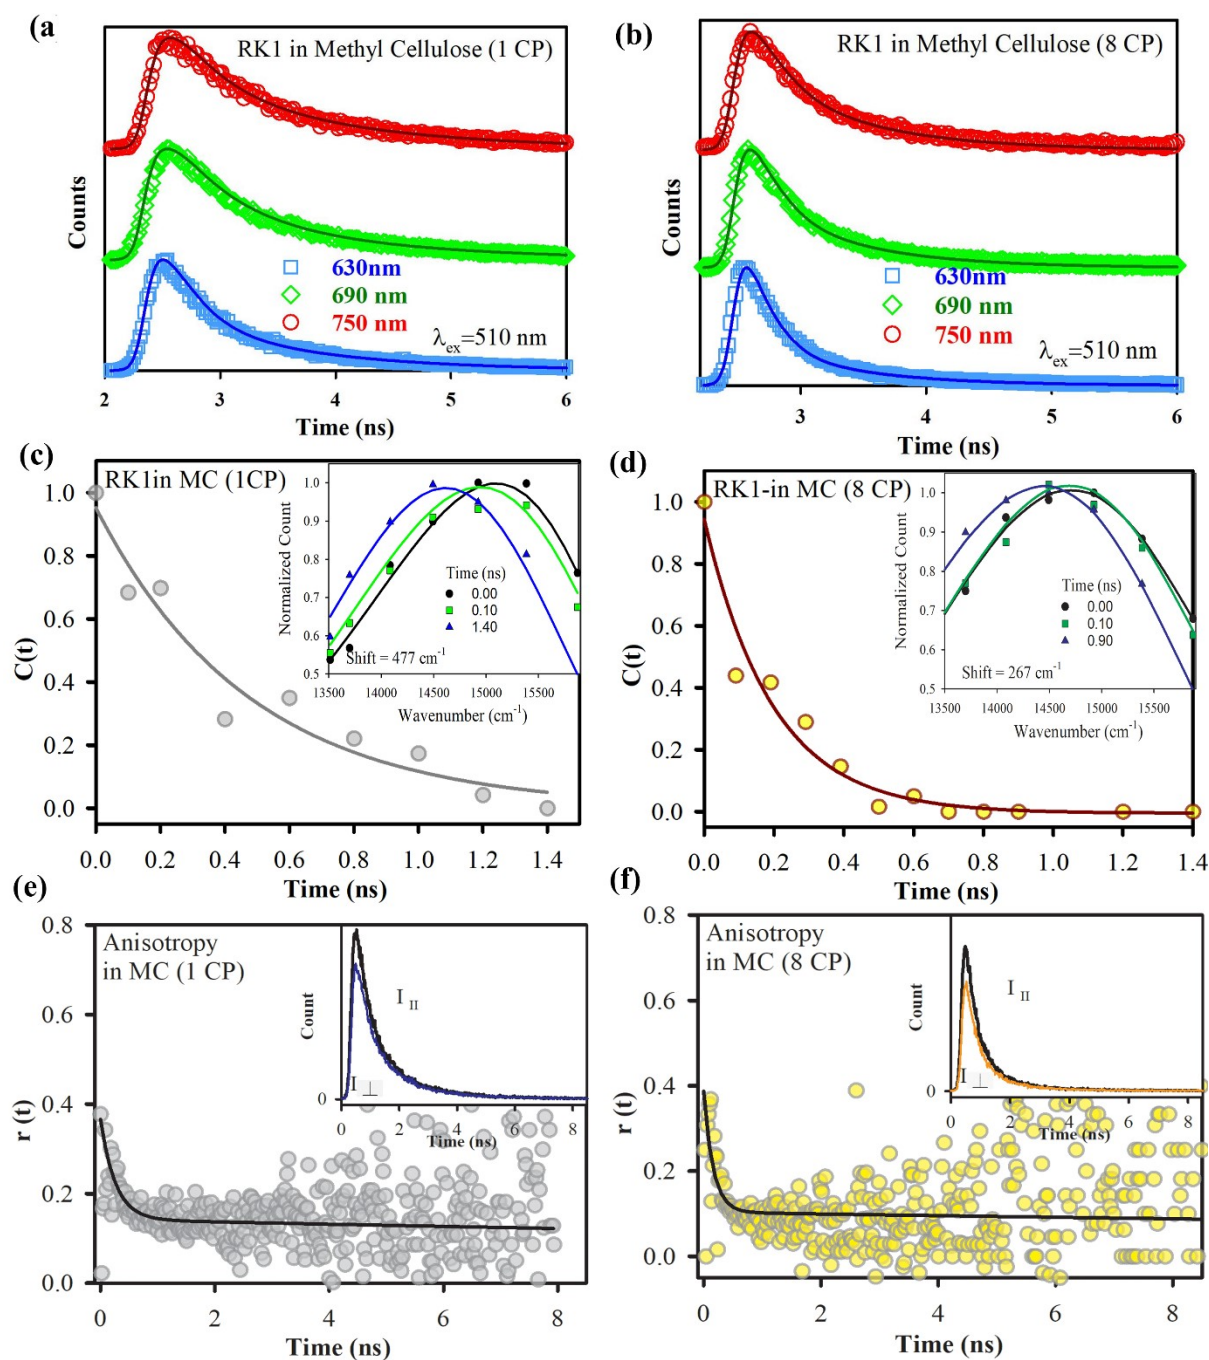 (a)
RK1 in Methyl Cellulose (1 CP)
Counts
630nm
690 nm
750 nm
λex=510 nm
2 3 4 5 6
Time (ns)
(b)
RK1 in Methyl Cellulose (8 CP)
Counts
630nm
690 nm
750 nm
λex=510 nm
3 4 5 6
Time (ns)
(c)
RK1in MC (1CP)
C(t)
1.0
0.8
0.6
0.4
0.2
0.0
0.0 0.2 0.4 0.6 0.8 1.0 1.2 1.4
Time (ns)
Normalized Count
1.0
0.9
0.8
0.7
0.6
0.5
Time (ns)
0.00
0.10
1.40
Shift = 477 cm-1
13500 14000 14500 15000 15500
Wavenumber (cm-1)
(d)
RK1-in MC (8 CP)
C(t)
1.0
0.8
0.6
0.4
0.2
0.0
0.0 0.2 0.4 0.6 0.8 1.0 1.2 1.4
Time (ns)
Normalized Count
1.0
0.9
0.8
0.7
0.6
0.5
Time (ns)
0.00
0.10
0.90
Shift = 267 cm-1
13500 14000 14500 15000 15500
Wavenumber (cm-1)
(e)
Anisotropy
in MC (1 CP)
r (t)
0.8
0.6
0.4
0.2
0.0
0 2 4 6 8
Time (ns)
Count
0
I II
I ⊥
0 2 4 6 8
Time (ns)
(f)
Anisotropy
in MC (8 CP)
r (t)
0.8
0.6
0.4
0.2
0.0
0 2 4 6 8
Time (ns)
Count
0
I II
I ⊥
0 2 4 6 8
Time (ns)